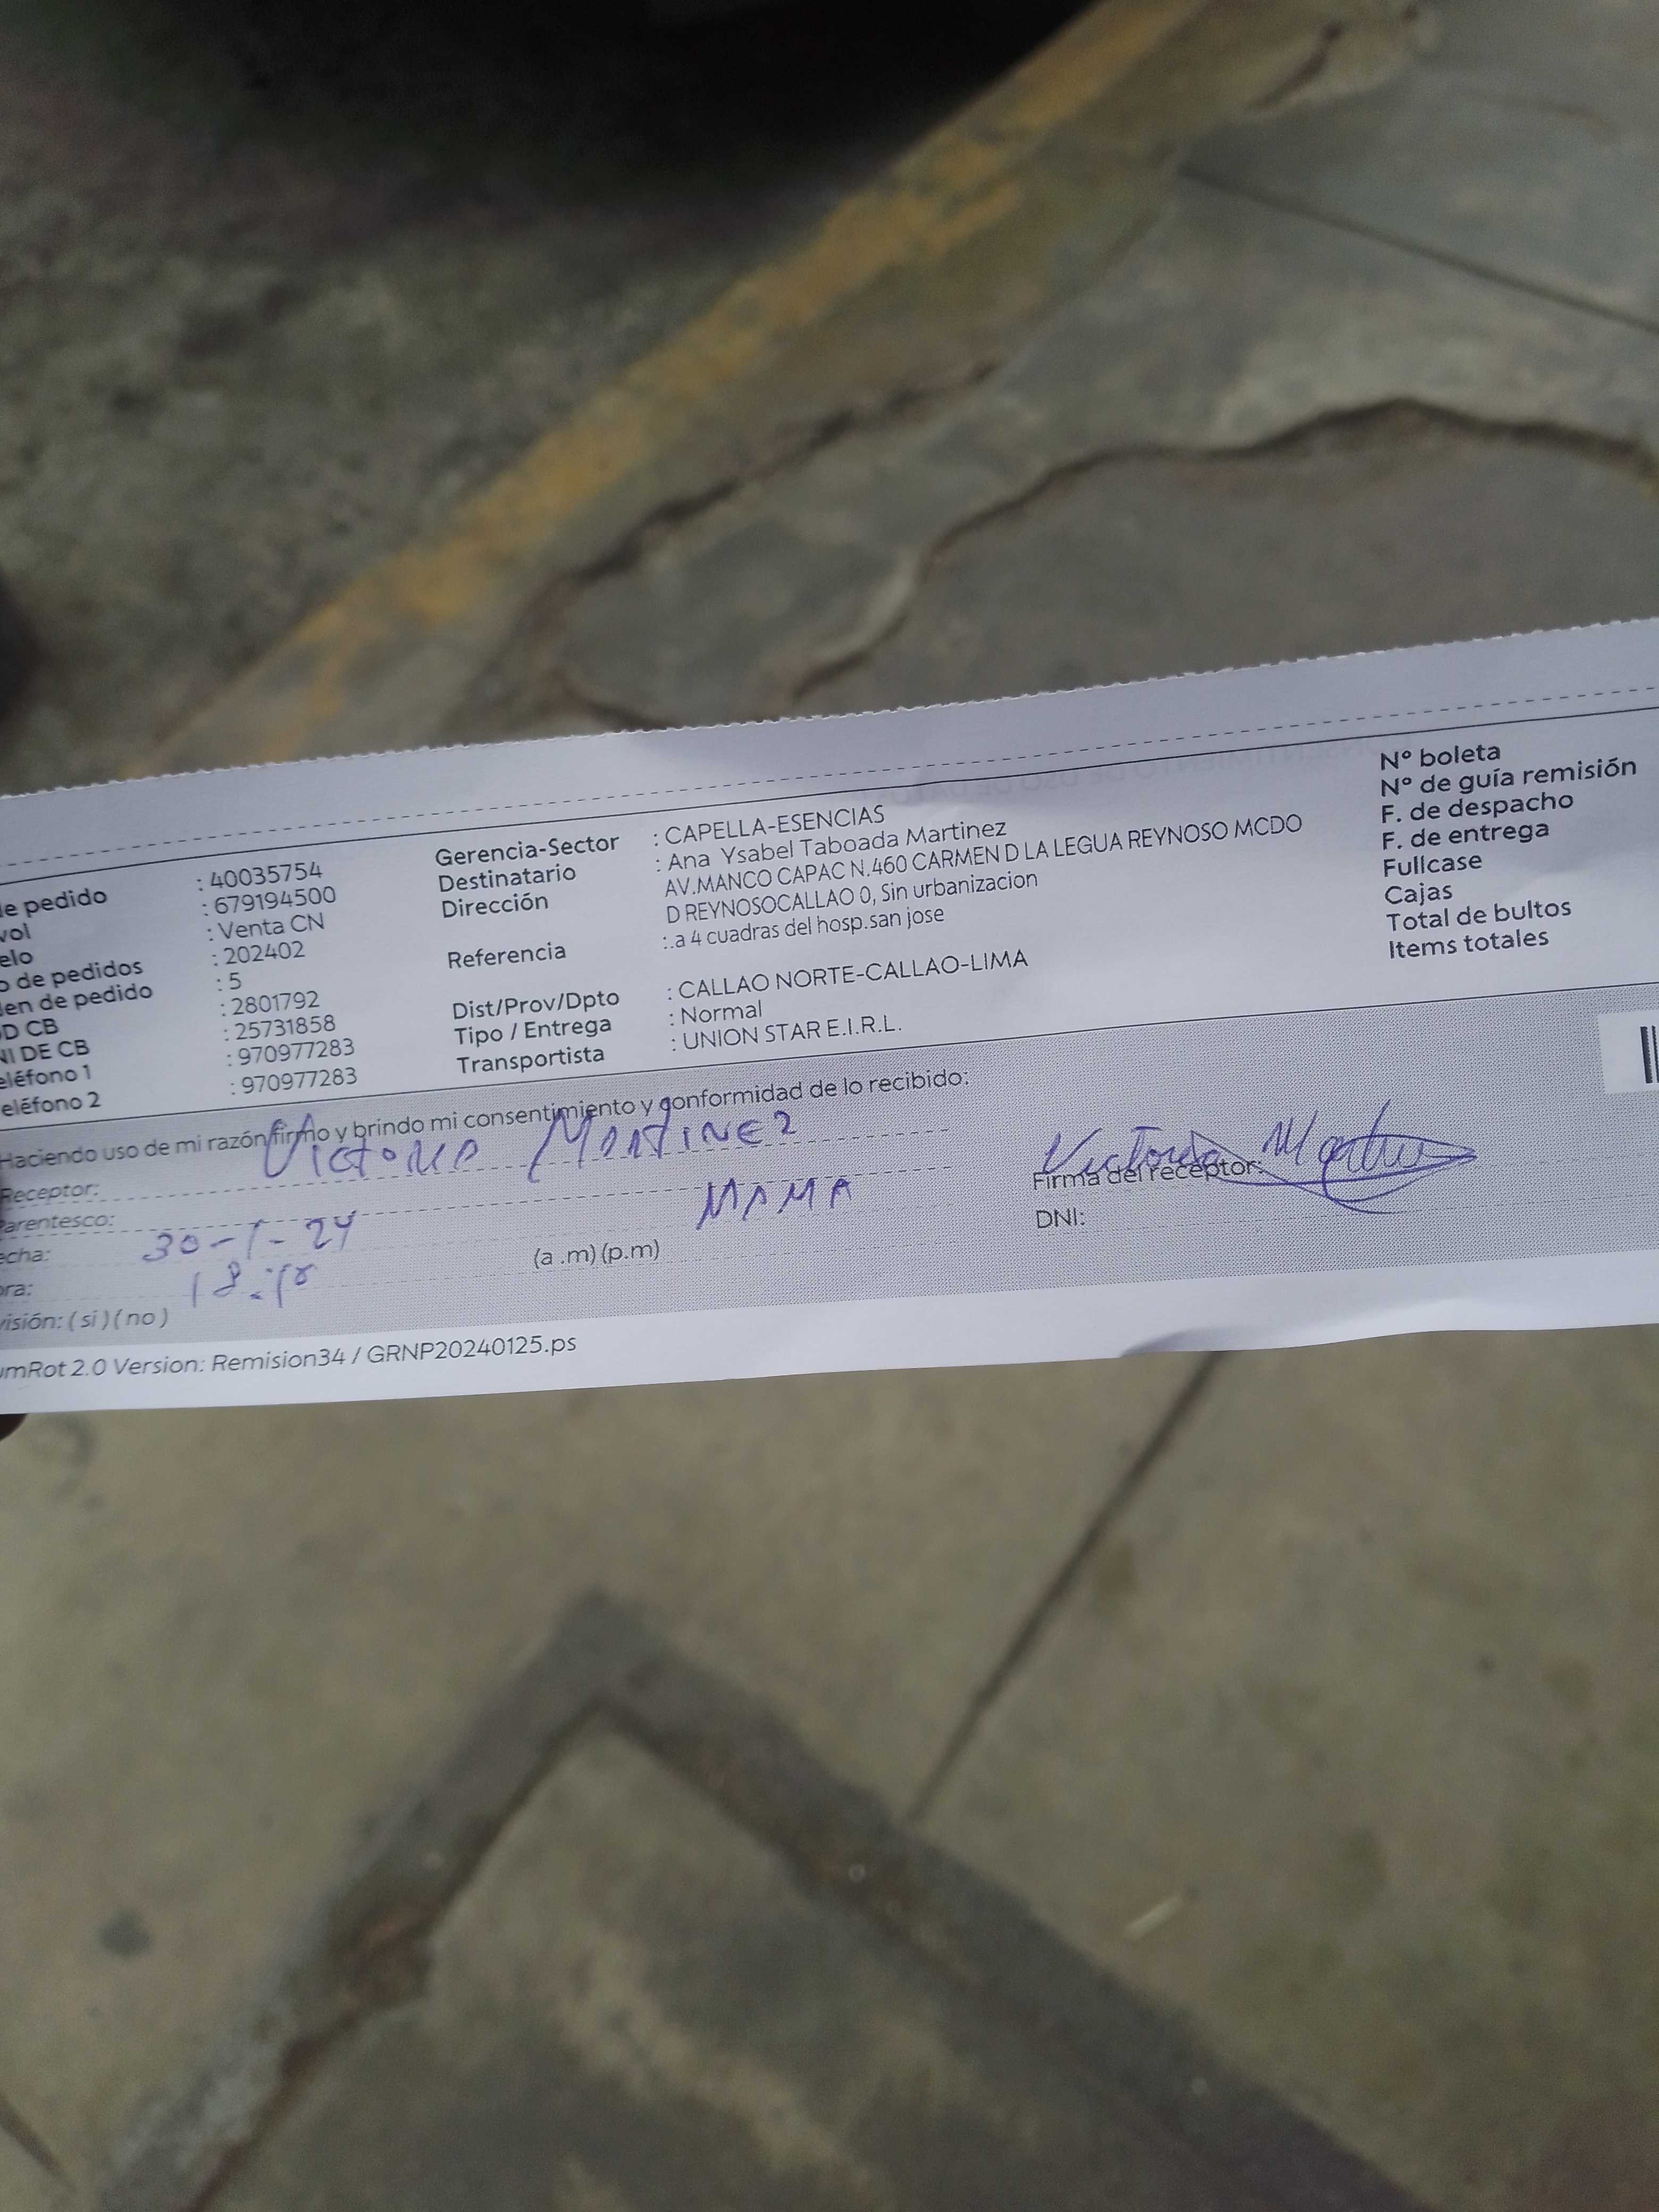 e pedido : 40035754
vol : 679194500
elo : Venta CN
o de pedidos : 202402
den de pedido : 5
D CB : 2801792
NI DE CB : 25731858
eléfono 1 : 970977283
eléfono 2 : 970977283
Gerencia-Sector : CAPELLA-ESENCIAS
Destinatario : Ana Ysabel Taboada Martinez
Dirección AV.MANCO CAPAC N.460 CARMEN D LA LEGUA REYNOSO MCDO
D REYNOSOCALLAO 0, Sin urbanizacion
Referencia :.a 4 cuadras del hosp.san jose
Dist/Prov/Dpto : CALLAO NORTE-CALLAO-LIMA
Tipo / Entrega : Normal
Transportista : UNION STAR E.I.R.L.
Nº boleta
Nº de guía remisión
F. de despacho
F. de entrega
Fullcase
Cajas
Total de bultos
Items totales
Haciendo uso de mi razón firmo y brindo mi consentimiento y conformidad de lo recibido:
Receptor: Victoria MARTINEZ
Parentesco: MAMA
echa: 30-1-24
ora: (a .m) (p.m)
visión: ( si ) ( no )
Firma del receptor: Victoria
DNI:
umRot 2.0 Version: Remision34 / GRNP20240125.ps